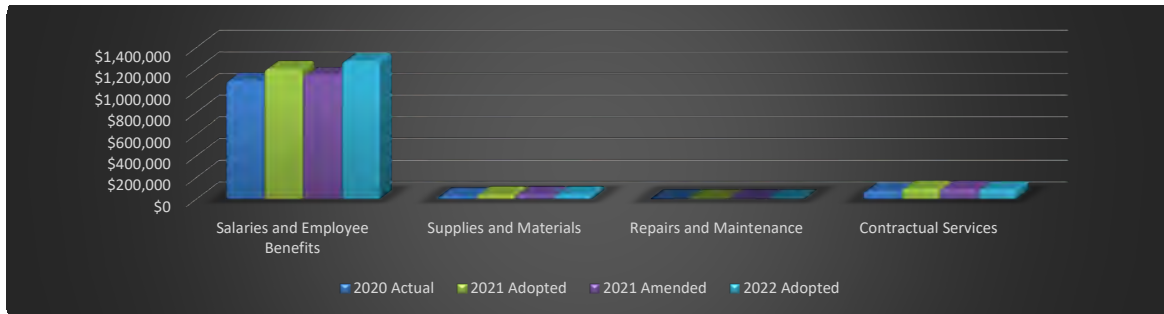 $1,400,000
$1,200,000
$1,000,000
$800,000
$600,000
$400,000
$200,000
$0
Salaries and Employee
Benefits
Supplies and Materials
Repairs and Maintenance
Contractual Services
2020 Actual
2021 Adopted
2021 Amended
2022 Adopted